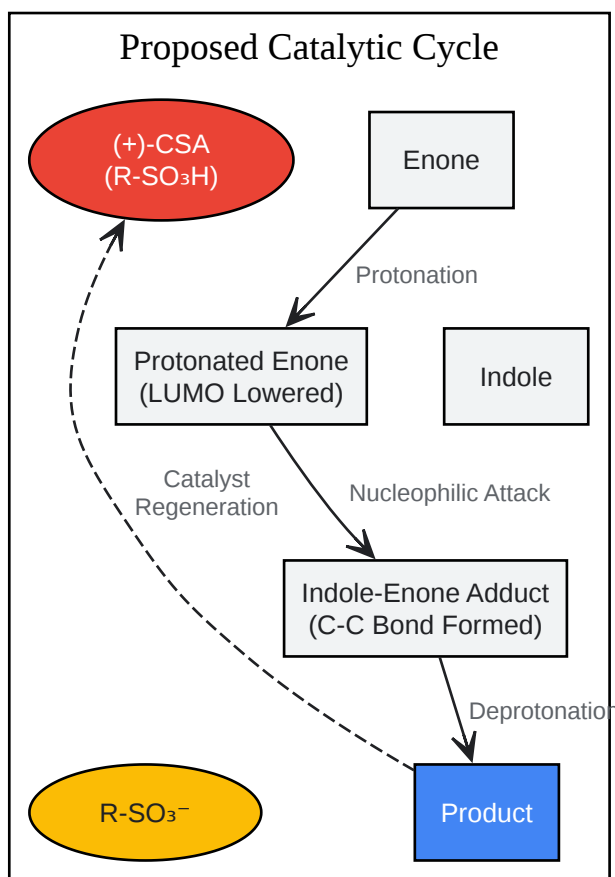 Proposed Catalytic Cycle
(+)-CSA
(R-SO₃H)
Enone
Protonation
Protonated Enone
(LUMO Lowered)
Indole
Catalyst
Regeneration
Nucleophilic Attack
Indole-Enone Adduct
(C-C Bond Formed)
Deprotonation
R-SO₃⁻
Product